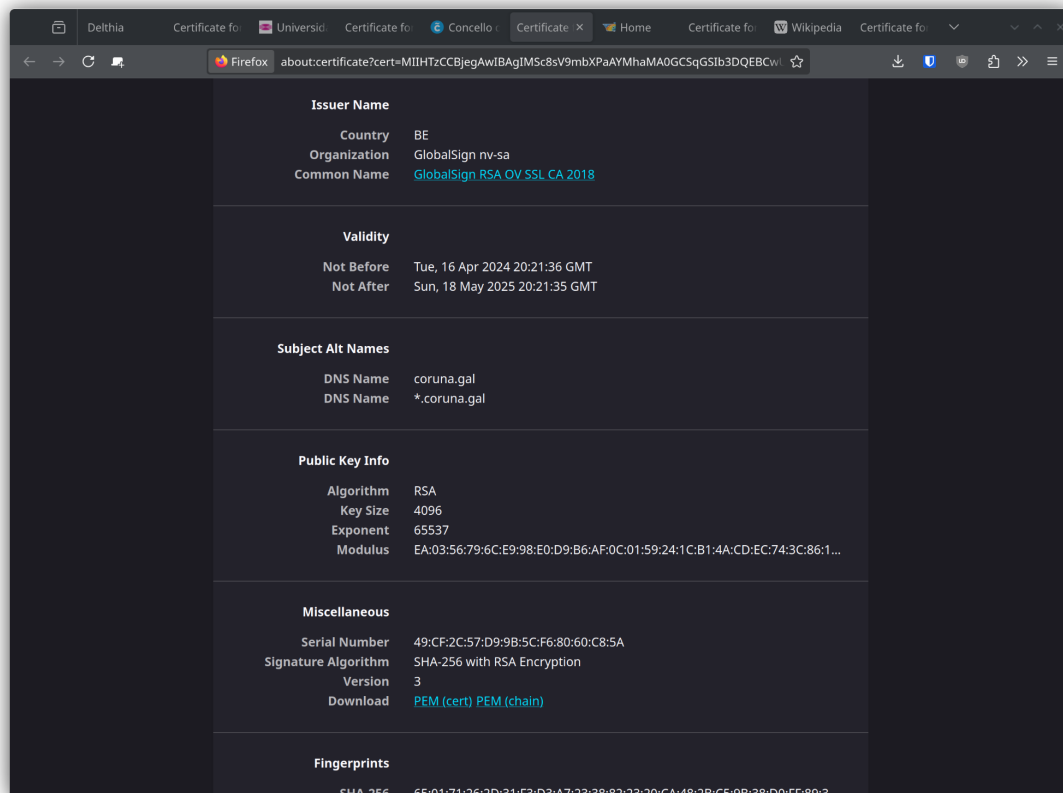 Delthia Certificate fo Universid Certificate fo Concello Certificate Home Certificate fo Wikipedia Certificate fo
Firefox about:certificate?cert=MIIHTzCCBjegAwIBAgIMSc8sV9mbXPaAYMhaMA0GCSqGSIb3DQEBCwU
Issuer Name
Country BE
Organization GlobalSign nv-sa
Common Name GlobalSign RSA OV SSL CA 2018
Validity
Not Before Tue, 16 Apr 2024 20:21:36 GMT
Not After Sun, 18 May 2025 20:21:35 GMT
Subject Alt Names
DNS Name coruna.gal
DNS Name *.coruna.gal
Public Key Info
Algorithm RSA
Key Size 4096
Exponent 65537
Modulus EA:03:56:79:6C:E9:98:E0:D9:B6:AF:0C:01:59:24:1C:B1:4A:CD:EC:74:3C:86:1...
Miscellaneous
Serial Number 49:CF:2C:57:D9:9B:5C:F6:80:60:C8:5A
Signature Algorithm SHA-256 with RSA Encryption
Version 3
Download PEM (cert) PEM (chain)
Fingerprints
SHA-256